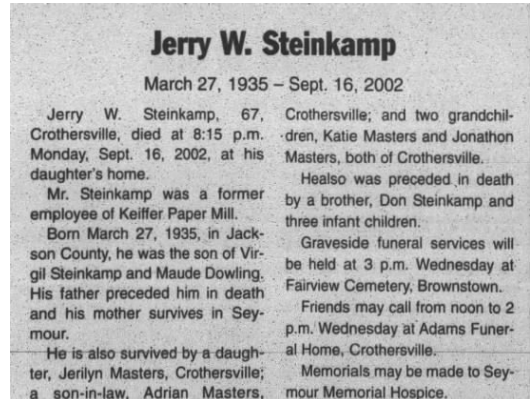 Jerry W. Steinkamp
March 27, 1935 – Sept. 16, 2002
Jerry W. Steinkamp, 67,
Crothersville, died at 8:15 p.m.
Monday, Sept. 16, 2002, at his
daughter's home.
Mr. Steinkamp was a former
employee of Keiffer Paper Mill.
Born March 27, 1935, in Jack-
son County, he was the son of Vir-
gil Steinkamp and Maude Dowling.
His father preceded him in death
and his mother survives in Sey-
mour.
He is also survived by a daugh-
ter, Jerilyn Masters, Crothersville;
a son-in-law, Adrian Masters,
Crothersville; and two grandchil-
dren, Katie Masters and Jonathon
Masters, both of Crothersville.
Healso was preceded in death
by a brother, Don Steinkamp and
three infant children.
Graveside funeral services will
be held at 3 p.m. Wednesday at
Fairview Cemetery, Brownstown.
Friends may call from noon to 2
p.m. Wednesday at Adams Funer-
al Home, Crothersville.
Memorials may be made to Sey-
mour Memorial Hospice.